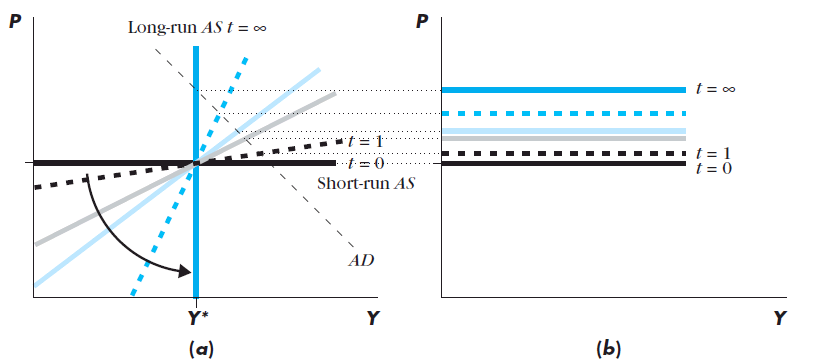 P
Long-run AS t = ∞
t = 1
t = 0
Short-run AS
AD
Y*
Y
(a)
P
t = ∞
t = 1
t = 0
Y
(b)